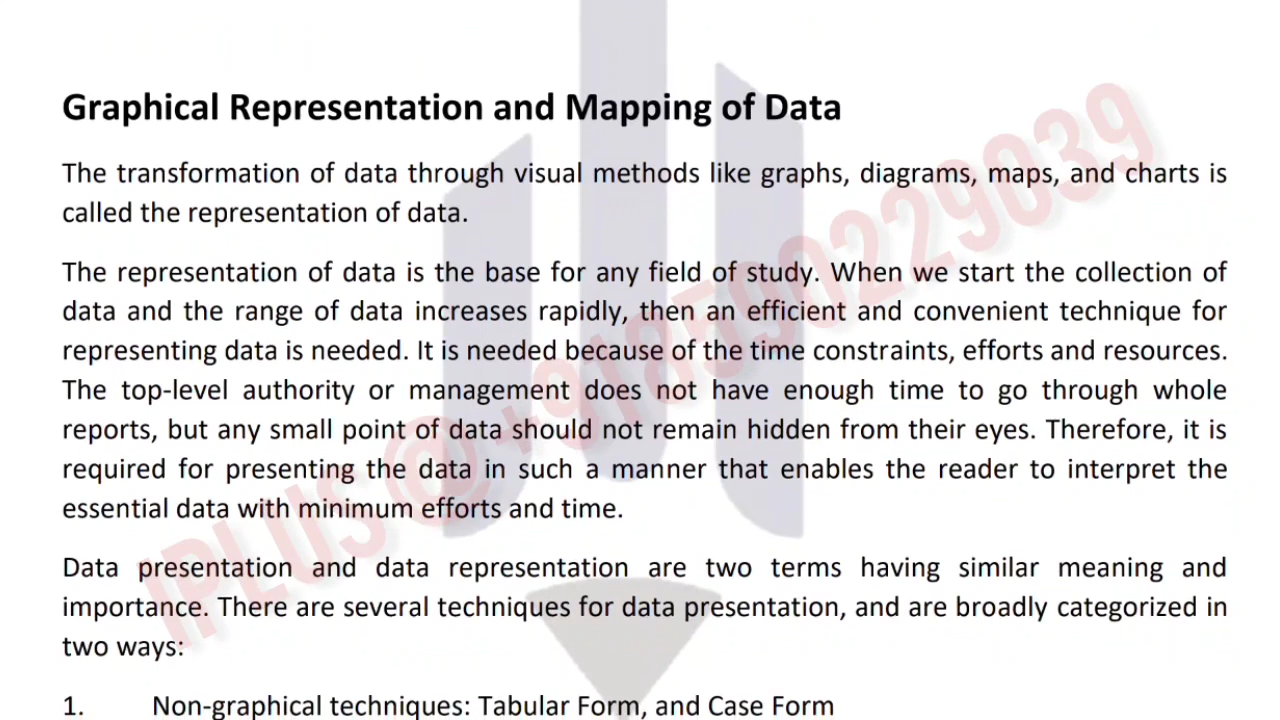 Graphical Representation and Mapping of Data
The transformation of data through visual methods like graphs, diagrams, maps, and charts is
called the representation of data.
The representation of data is the base for any field of study. When we start the collection of
data and the range of data increases rapidly, then an efficient and convenient technique for
representing data is needed. It is needed because of the time constraints, efforts and resources.
The top-level authority or management does not have enough time to go through whole
reports, but any small point of data should not remain hidden from their eyes. Therefore, it is
required for presenting the data in such a manner that enables the reader to interpret the
essential data with minimum efforts and time.
Data presentation and data representation are two terms having similar meaning and
importance. There are several techniques for data presentation, and are broadly categorized in
two ways:
1. Non-graphical techniques: Tabular Form, and Case Form
IPLUS @ +918590229039